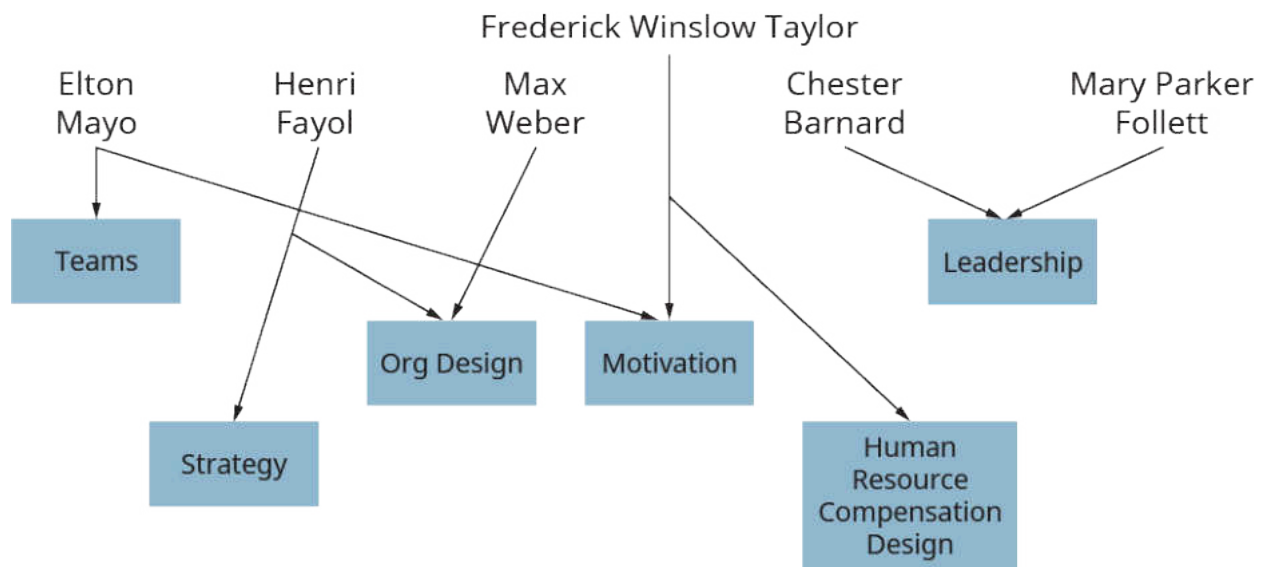 Frederick Winslow Taylor
Elton
Mayo
Henri
Fayol
Max
Weber
Chester
Barnard
Mary Parker
Follett
Teams
Leadership
Org Design
Motivation
Strategy
Human
Resource
Compensation
Design